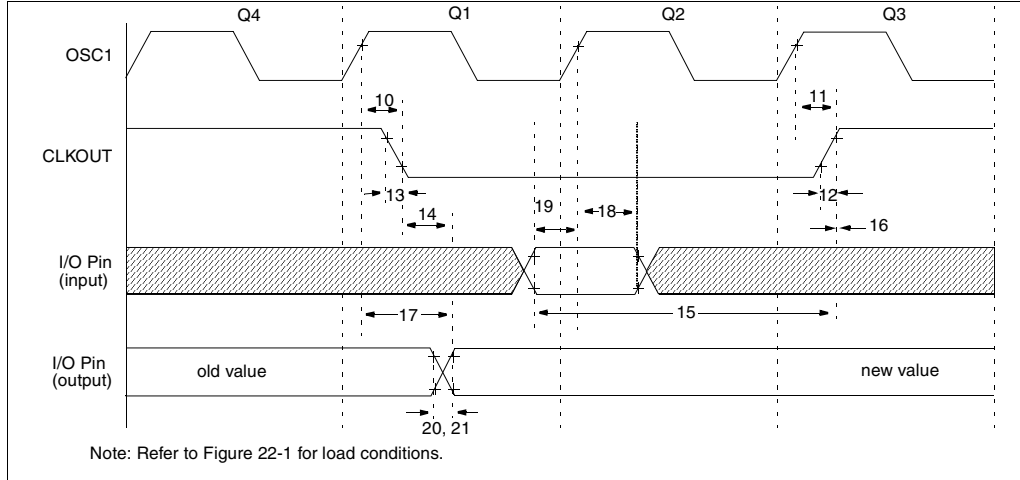 Q4 Q1 Q2 Q3
OSC1
10 11
CLKOUT
13 12
14 19 18 16
I/O Pin
(input)
17 15
I/O Pin
(output)
old value new value
20, 21
Note: Refer to Figure 22-1 for load conditions.